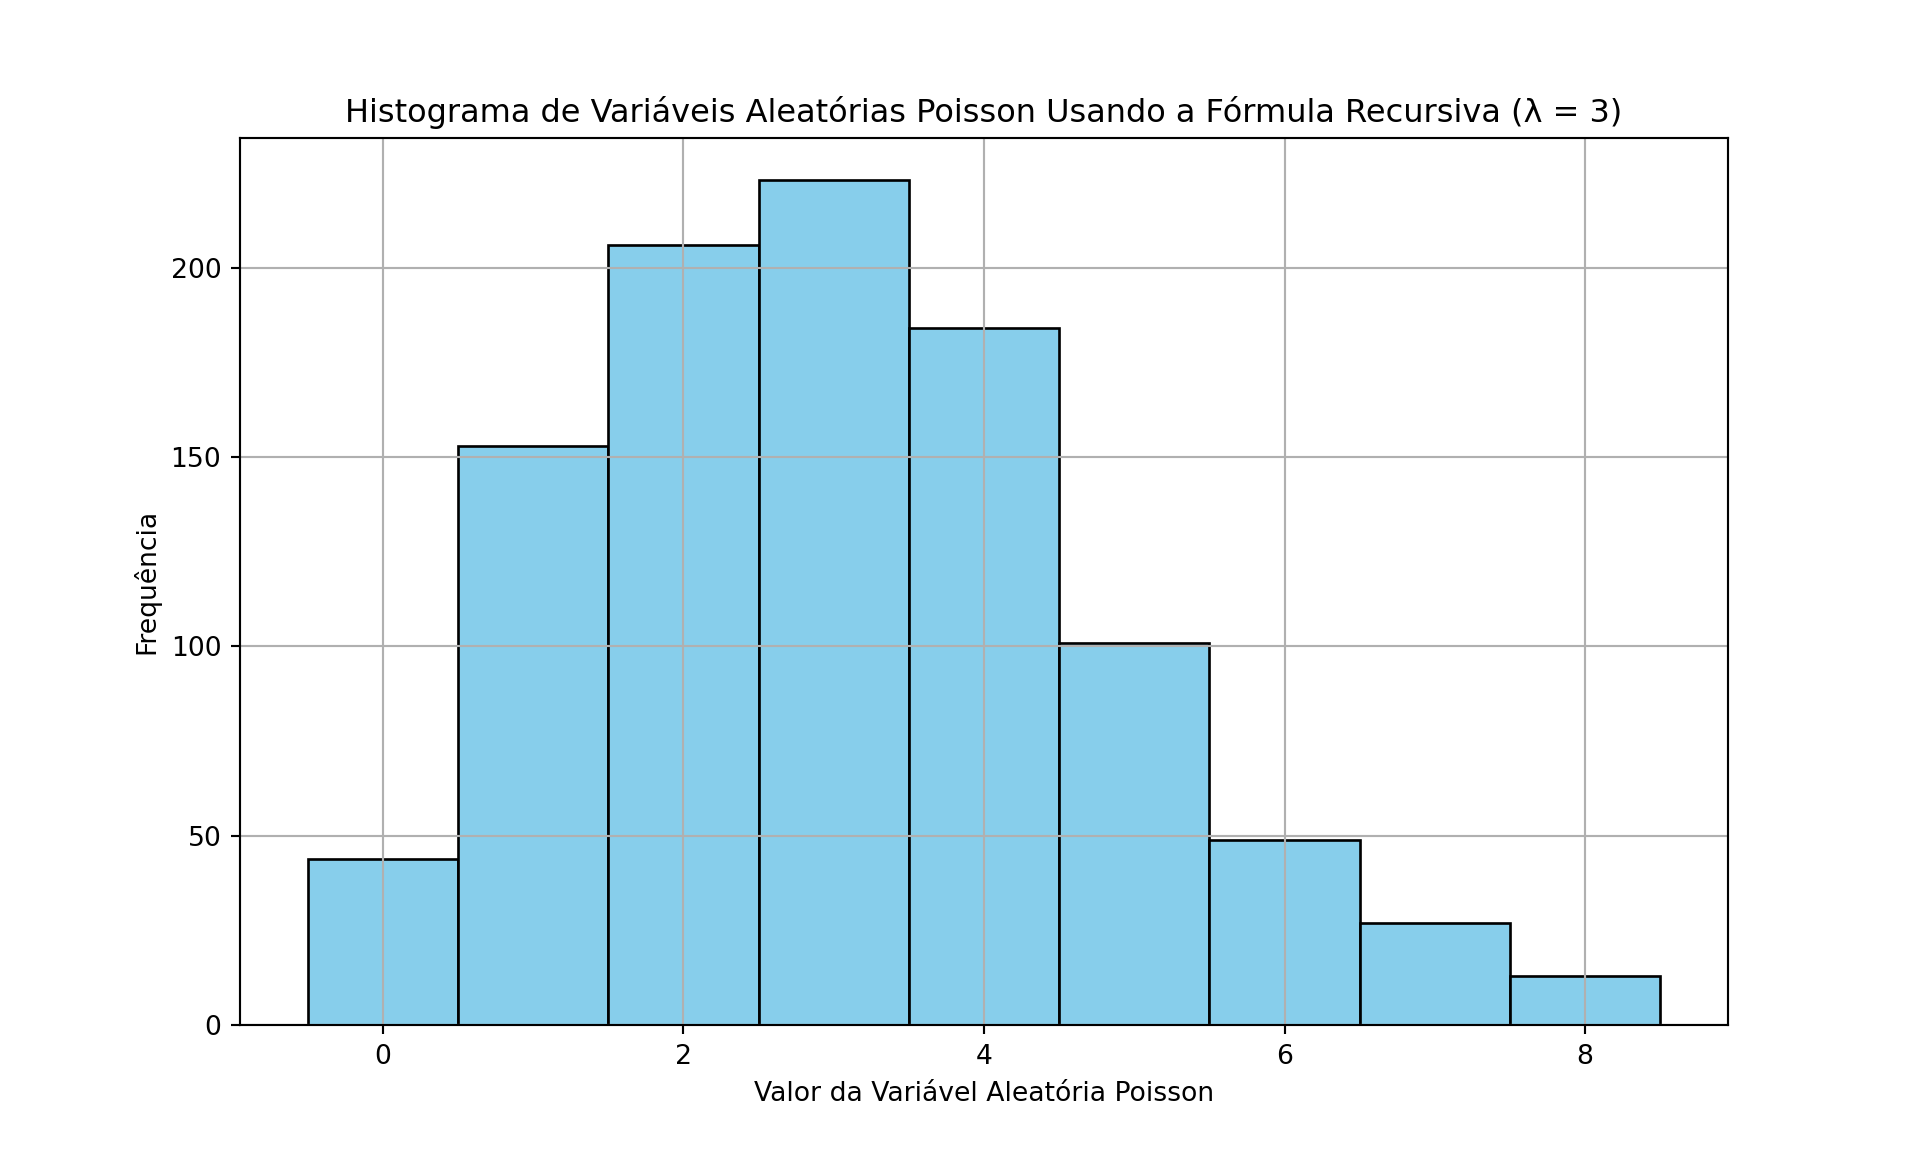 Histograma de Variáveis Aleatórias Poisson Usando a Fórmula Recursiva (λ = 3)
Frequência
200
150
100
50
0
0 2 4 6 8
Valor da Variável Aleatória Poisson